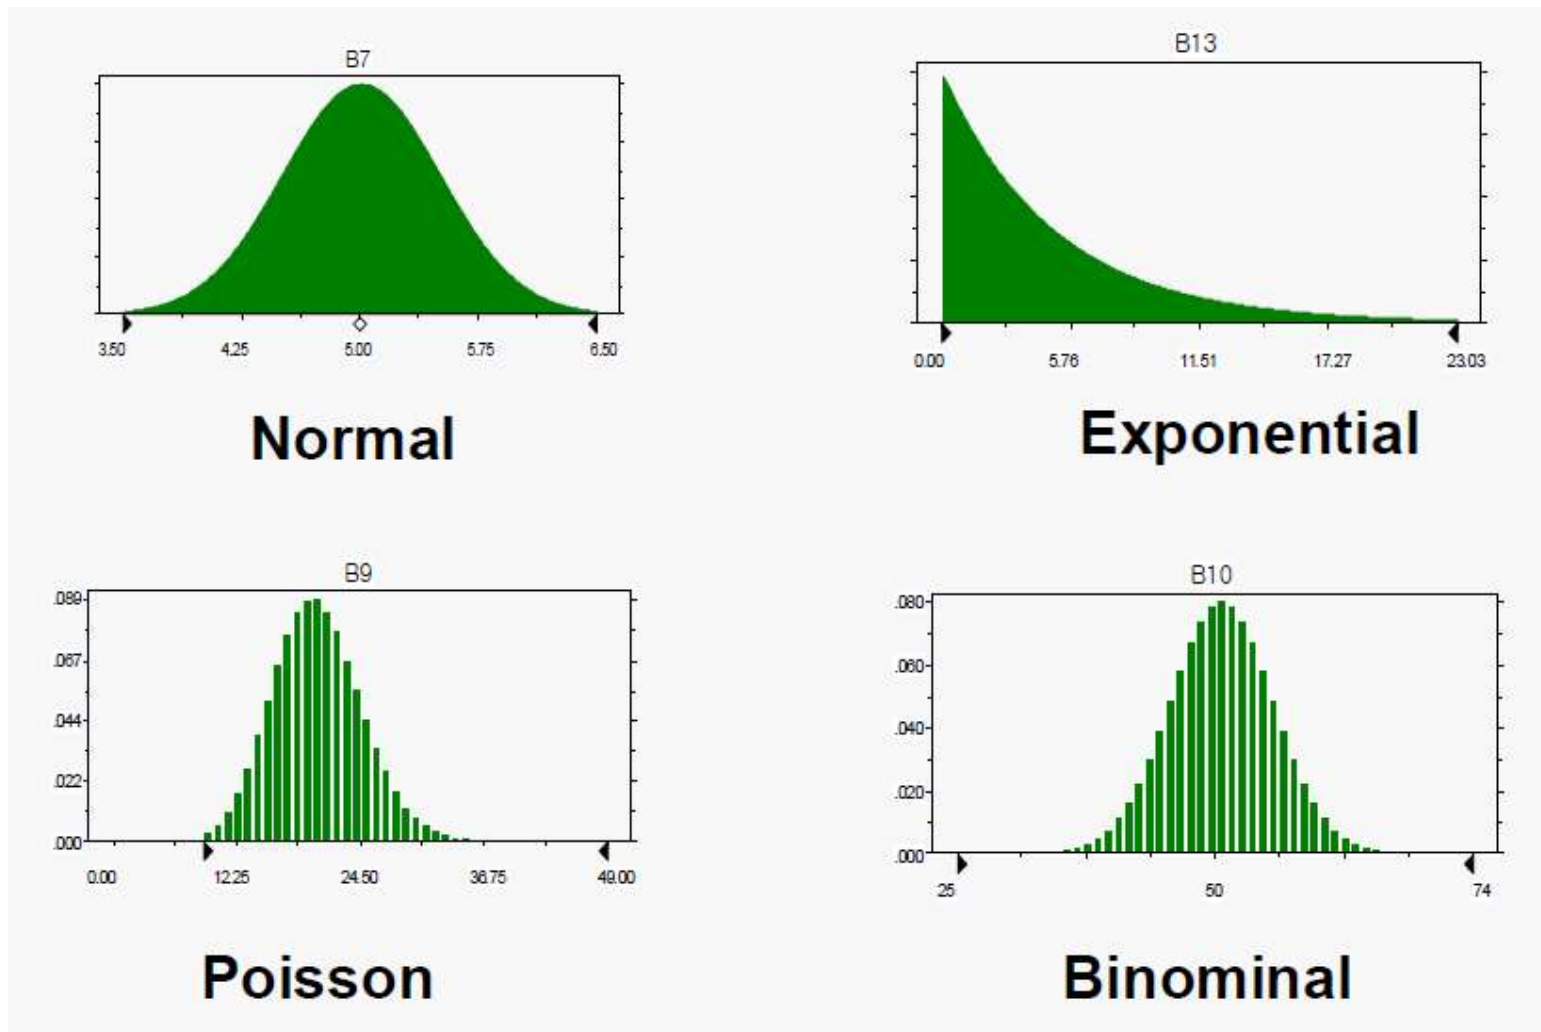 B7
3.50 4.25 5.00 5.75 6.50
Normal
B13
0.00 5.76 11.51 17.27 23.03
Exponential
B9
.089
.067
.044
.022
.000
0.00 12.25 24.50 36.75 49.00
Poisson
B10
.080
.060
.040
.020
.000
25 50 74
Binominal